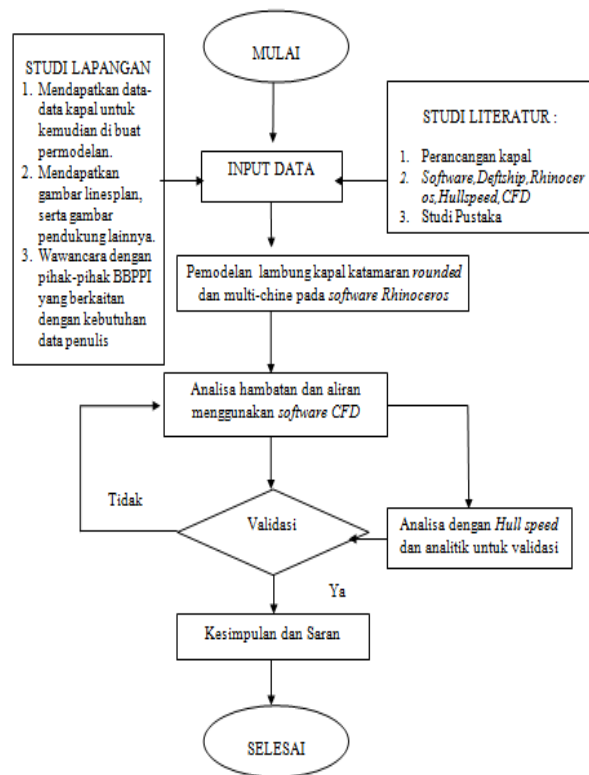 MULAI
STUDI LAPANGAN
1. Mendapatkan data-
data kapal untuk
kemudian di buat
permodelan.
2. Mendapatkan
gambar linesplan,
serta gambar
pendukung lainnya.
3. Wawancara dengan
pihak-pihak BBPPI
yang berkaitan
dengan kebutuhan
data penulis
STUDI LITERATUR :
1. Perancangan kapal
2. Software,Deftship,Rhinocer
os,Hullspeed,CFD
3. Studi Pustaka
INPUT DATA
Pemodelan lambung kapal katamaran rounded
dan multi-chine pada software Rhinoceros
Analisa hambatan dan aliran
menggunakan software CFD
Tidak
Validasi
Analisa dengan Hull speed
dan analitik untuk validasi
Ya
Kesimpulan dan Saran
SELESAI